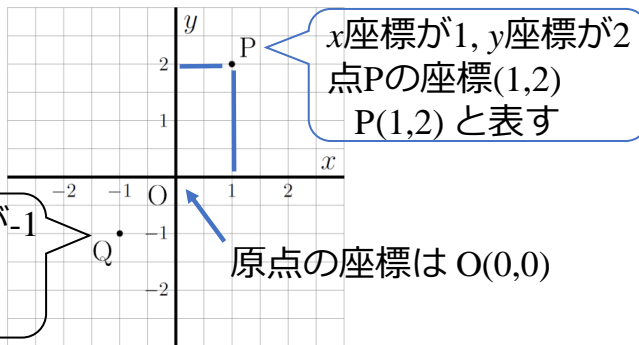 y
x座標が1, y座標が2
点Pの座標(1,2)
P(1,2) と表す
P
2
1
x
-2 -1 O 1 2
が-1
-1
Q
原点の座標は O(0,0)
-2